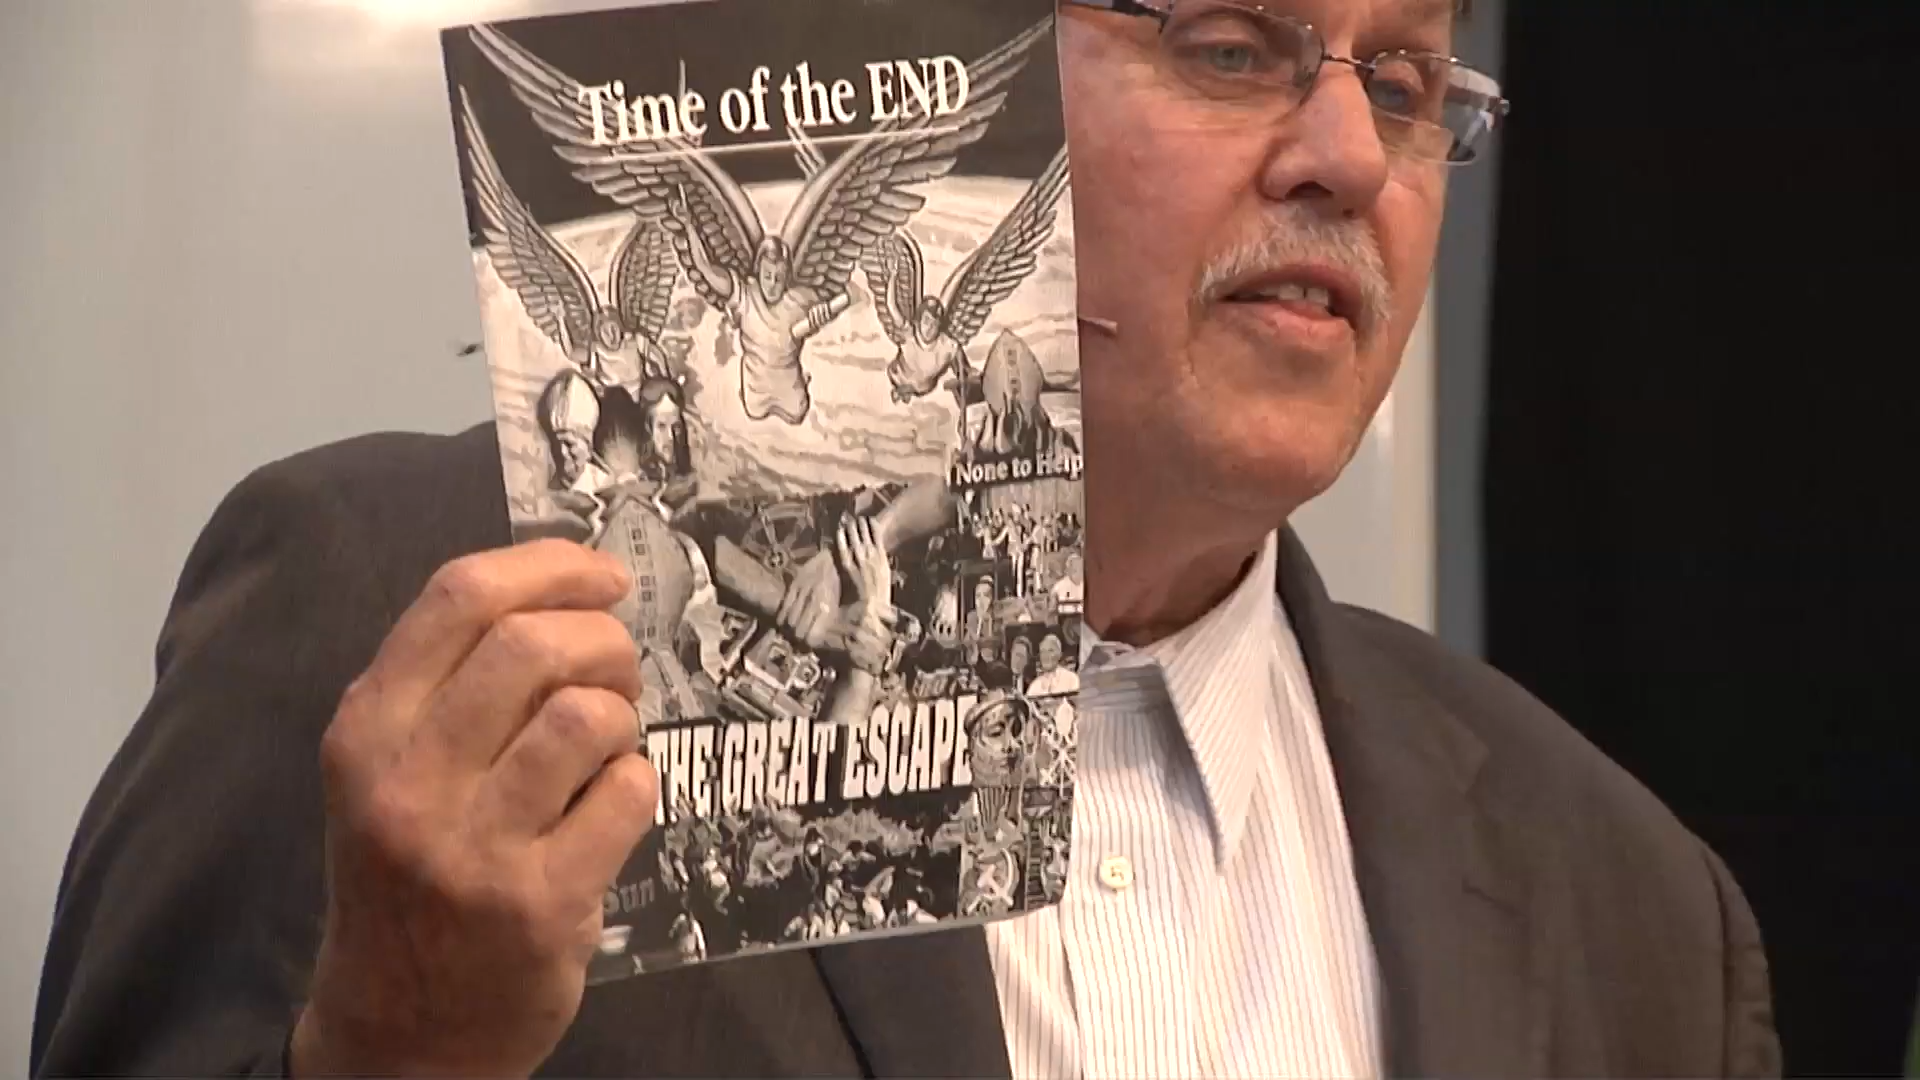 Time of the END
None to Help
THE GREAT ESCAPE
Sun